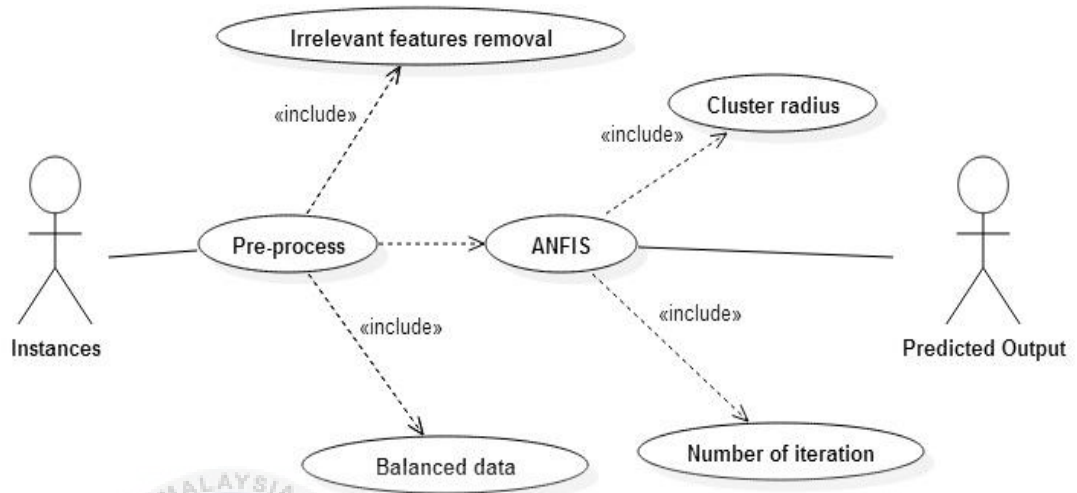 Irrelevant features removal
Cluster radius
«include»
«include»
Pre-process
ANFIS
«include»
«include»
Instances
Predicted Output
Balanced data
Number of iteration
MALAYSIA